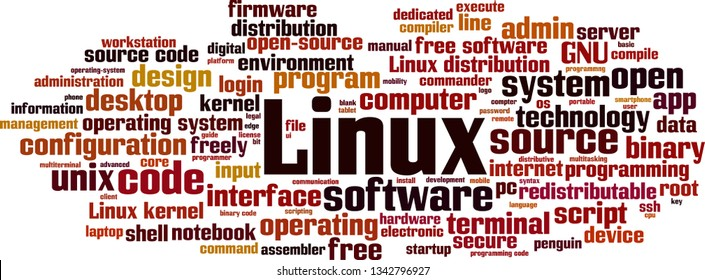 firmware
distribution
dedicated
execute
compiler
line
admin
server
workstation
source code
digital
open-source
manual
free software
GNU
basic
compile
operating-system
platform
environment
Linux distribution
programming
administration
design
login
program
mobility
commander
system
open
logo
phone
desktop
kernel
blank
tablet
computer
compter
os
portable
smartphone
user
app
information
legal
edge
file
ui
Linux
password
remote
technology
data
management
operating system
guide
license
bit
source
binary
configuration
freely
programmer
distributive
multitasking
multiterminal
advanced
core
input
internet
programming
unix
code
communication
install
development
mobile
pc
syntax
redistributable
root
key
client
interface
software
language
Linux kernel
binary code
scripting
hardware
terminal
script
ssh
cpu
laptop
shell
notebook
operating
electronic
secure
device
command
assembler
free
startup
programming code
penguin
shutterstock.com · 1342796927